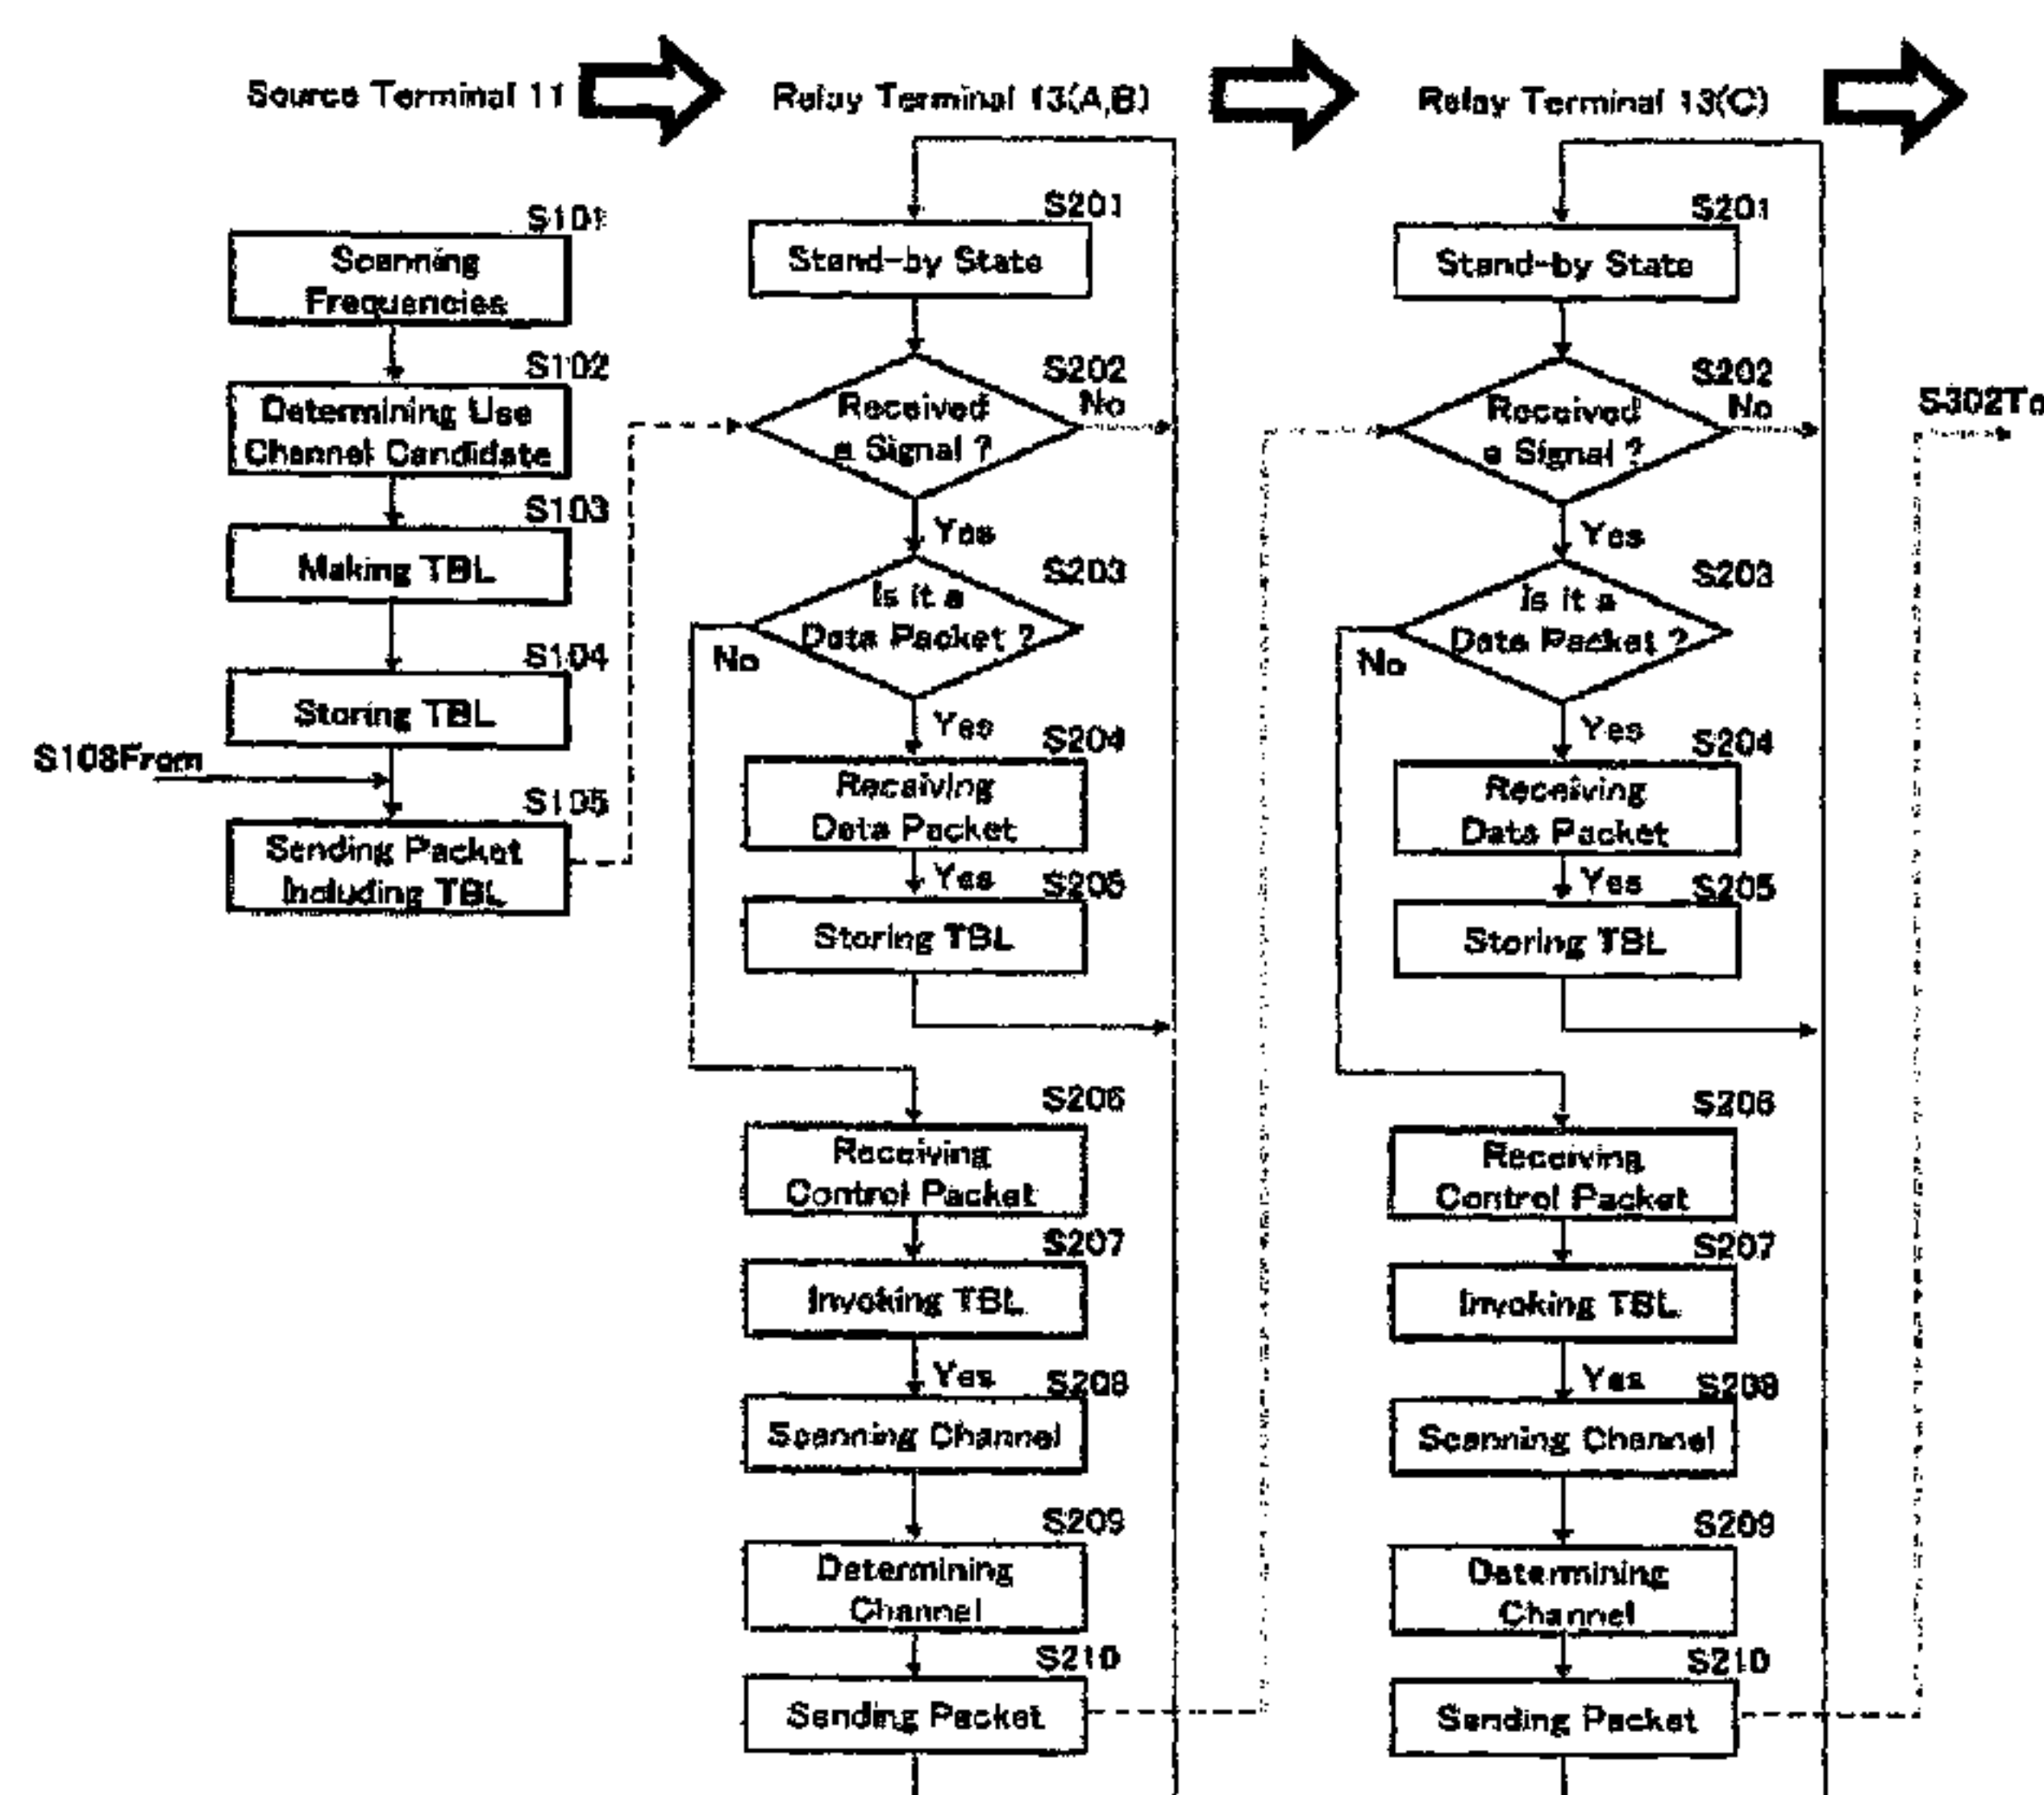 Source Terminal 11
Relay Terminal 13(A,B)
Relay Terminal 13(C)
S101
Scanning
Frequencies
S102
Determining Use
Channel Candidate
S103
Making TBL
S104
Storing TBL
S108From
S105
Sending Packet
Including TBL
S201
Stand-by State
S202
Received
a Signal ?
No
Yes
S203
Is it a
Data Packet ?
No
Yes
S204
Receiving
Data Packet
Yes
S205
Storing TBL
S206
Receiving
Control Packet
S207
Invoking TBL
Yes
S208
Scanning Channel
S209
Determining
Channel
S210
Sending Packet
S201
Stand-by State
S202
Received
a Signal ?
No
Yes
S203
Is it a
Data Packet ?
No
Yes
S204
Receiving
Data Packet
Yes
S205
Storing TBL
S206
Receiving
Control Packet
S207
Invoking TBL
Yes
S208
Scanning Channel
S209
Determining
Channel
S210
Sending Packet
S302To